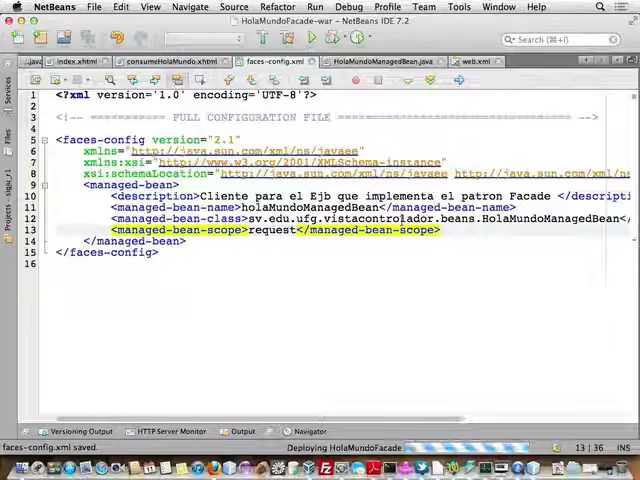 NetBeans File Edit View Navigate Source Refactor Run Debug Profile Team Tools Window Help
HolaMundoFacade-war - NetBeans IDE 7.2
Search (⌘+I)
.java index.xhtml consumeHolaMundo.xhtml faces-config.xml HolaMundoManagedBean.java web.xml
1 <?xml version='1.0' encoding='UTF-8'?>
2
3 <!-- =========== FULL CONFIGURATION FILE ================================== -->
4
5 <faces-config version="2.1"
6 xmlns="http://java.sun.com/xml/ns/javaee"
7 xmlns:xsi="http://www.w3.org/2001/XMLSchema-instance"
8 xsi:schemaLocation="http://java.sun.com/xml/ns/javaee http://java.sun.com/xml/ns
9 <managed-bean>
10 <description>Cliente para el Ejb que implementa el patron Facade </descripti
11 <managed-bean-name>holaMundoManagedBean</managed-bean-name>
12 <managed-bean-class>sv.edu.ufg.vistacontrolador.beans.HolaMundoManagedBean</
13 <managed-bean-scope>request</managed-bean-scope>
14 </managed-bean>
15 </faces-config>
16
Services
Files
Projects - sigju_r1
Versioning Output HTTP Server Monitor Output Navigator
faces-config.xml saved. Deploying HolaMundoFacade 13 | 36 INS